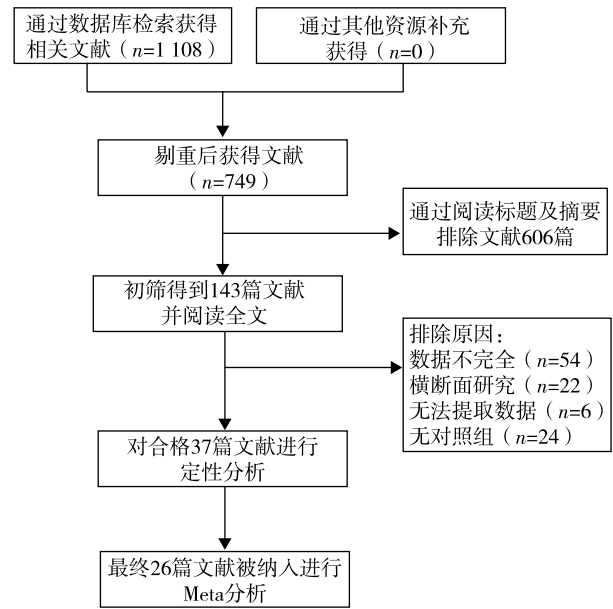 通过数据库检索获得
相关文献（n=1 108）
通过其他资源补充
获得（n=0）
剔重后获得文献
（n=749）
通过阅读标题及摘要
排除文献606篇
初筛得到143篇文献
并阅读全文
排除原因：
数据不完全（n=54）
横断面研究（n=22）
无法提取数据（n=6）
无对照组（n=24）
对合格37篇文献进行
定性分析
最终26篇文献被纳入进行
Meta分析